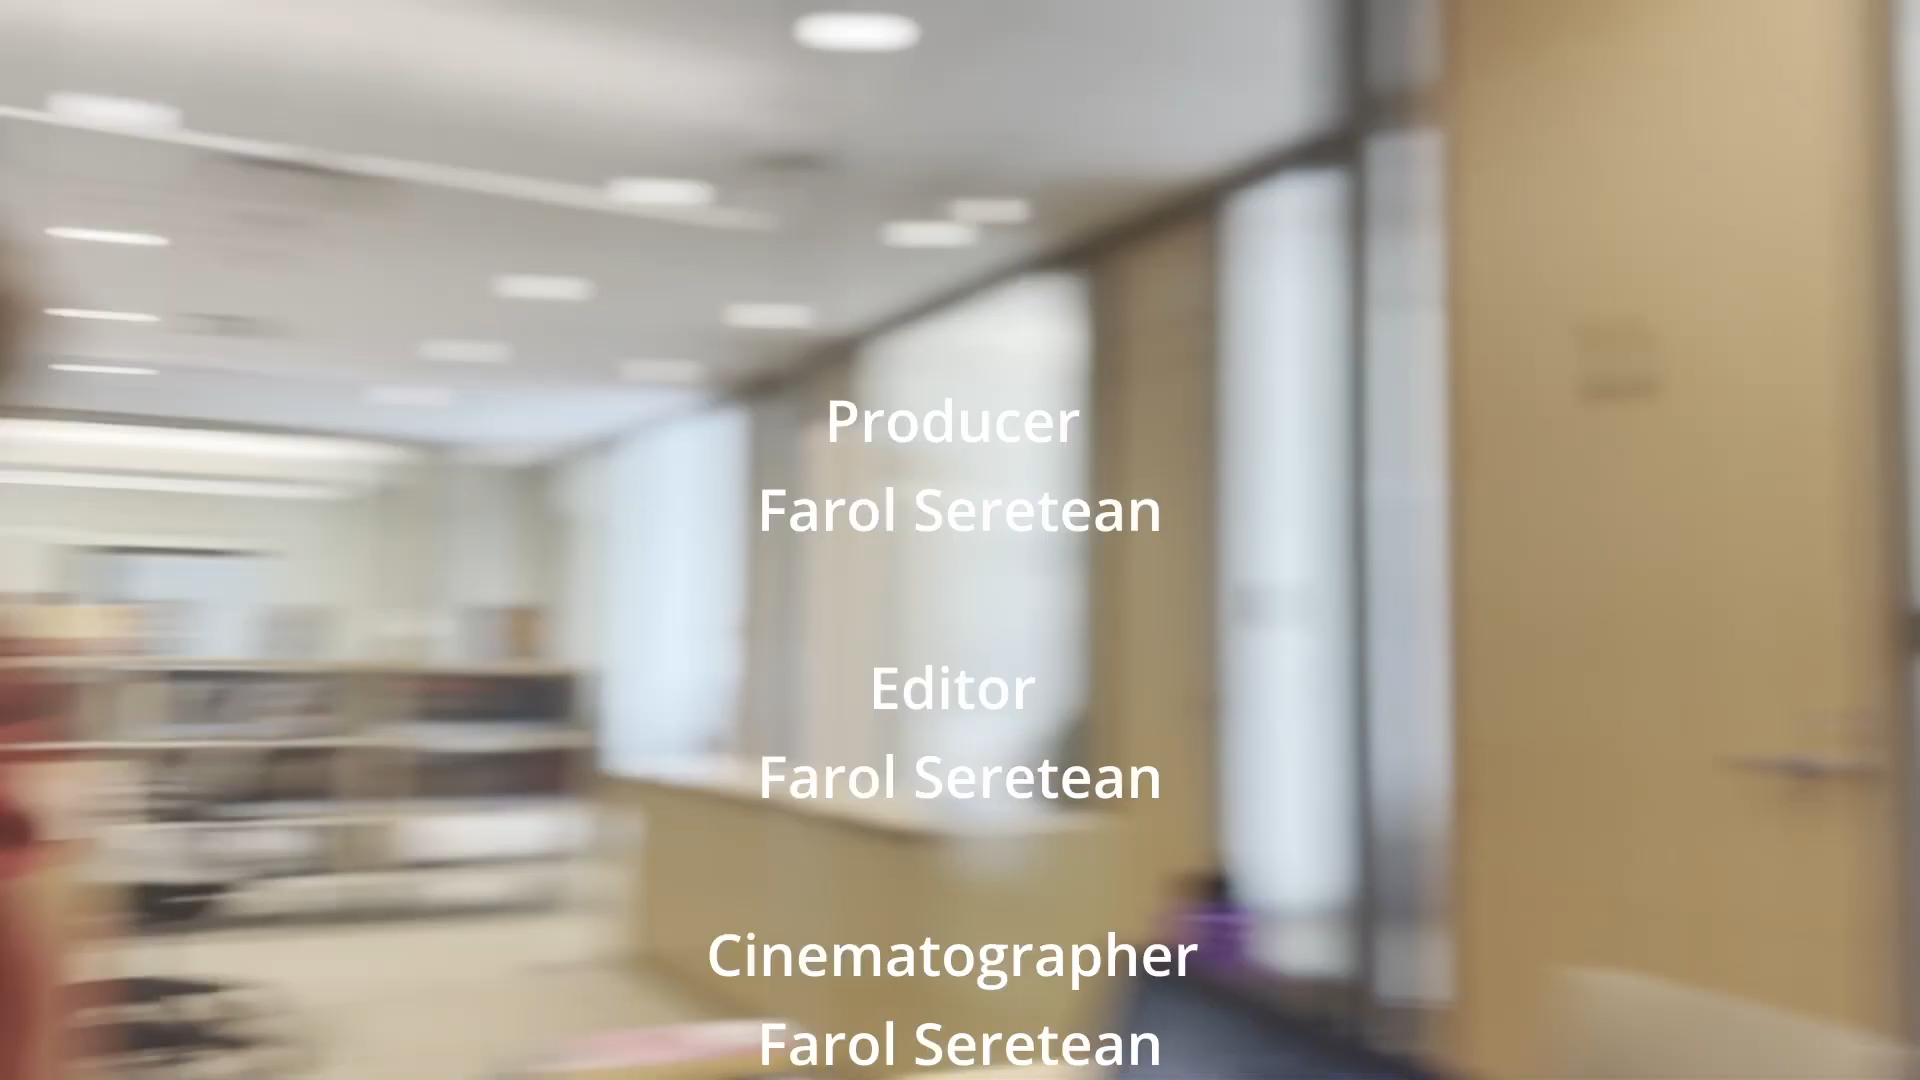 Producer
Farol Seretean
Editor
Farol Seretean
Cinematographer
Farol Seretean